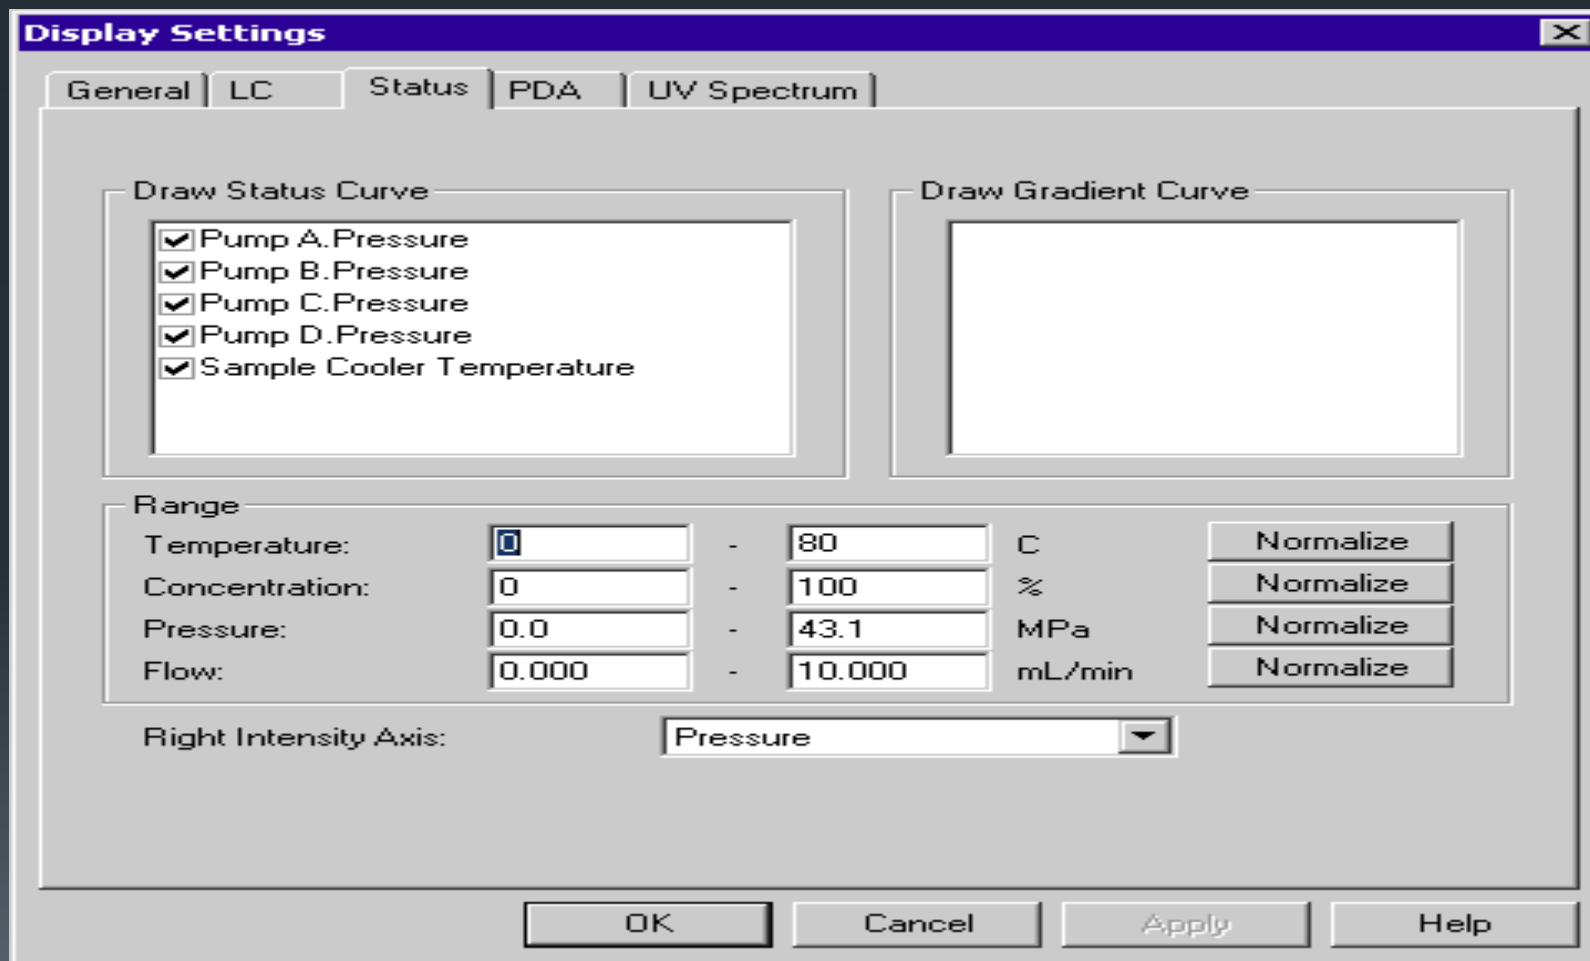 Display Settings
General LC Status PDA UV Spectrum
Draw Status Curve
Pump A.Pressure
Pump B.Pressure
Pump C.Pressure
Pump D.Pressure
Sample Cooler Temperature
Draw Gradient Curve
Range
Temperature: 0 - 80 C Normalize
Concentration: 0 - 100 % Normalize
Pressure: 0.0 - 43.1 MPa Normalize
Flow: 0.000 - 10.000 mL/min Normalize
Right Intensity Axis: Pressure
OK Cancel Apply Help